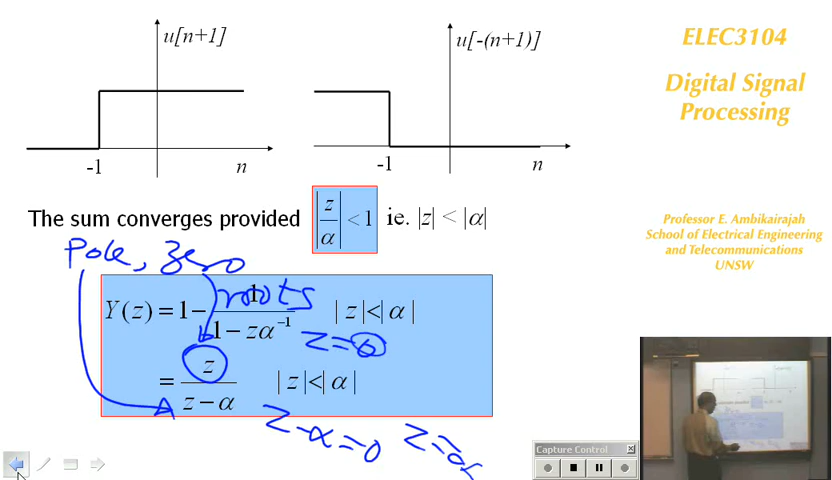 u[n+1]
u[-(n+1)]
-1 n
-1 n
The sum converges provided |z/α| < 1 ie. |z| < |α|
Pole, zero
roots
Y(z) = 1 - 1/(1 - zα⁻¹) |z|<|α|
z = 0
= z/(z - α) |z|<|α|
z - α = 0 z = α
ELEC3104
Digital Signal
Processing
Professor E. Ambikairajah
School of Electrical Engineering
and Telecommunications
UNSW
Capture Control